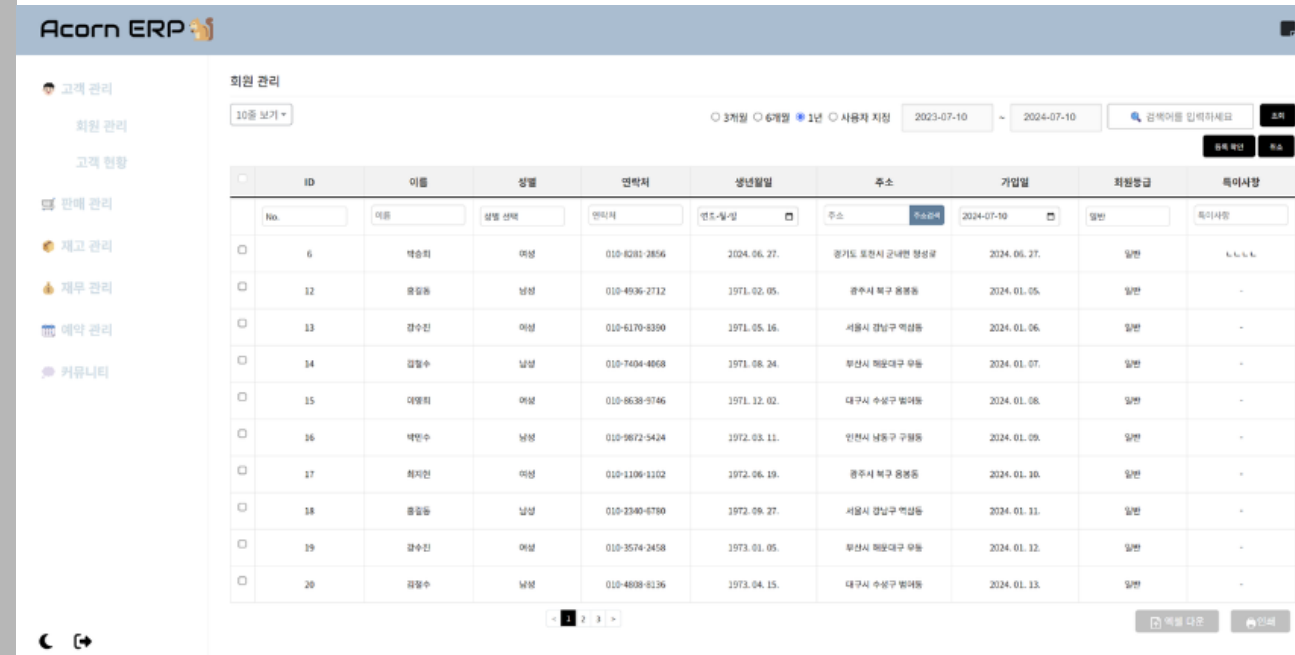 Acorn ERP
고객 관리
회원 관리
고객 현황
판매 관리
재고 관리
재무 관리
예약 관리
커뮤니티
회원 관리
10줄 보기
3개월 6개월 1년 사용자 지정 2023-07-10 ~ 2024-07-10 검색어를 입력하세요 조회
등록 확인 취소
ID 이름 성별 연락처 생년월일 주소 가입일 회원등급 특이사항
No. 이름 성별 선택 연락처 연도-월-일 주소 주소검색 2024-07-10 일반 특이사항
6 박승희 여성 010-8281-2856 2024. 06. 27. 경기도 포천시 군내면 청성로 2024. 06. 27. 일반 ㄴㄴㄴㄴ
12 홍길동 남성 010-4936-2712 1971. 02. 05. 광주시 북구 용봉동 2024. 01. 05. 일반 -
13 강수진 여성 010-6170-8390 1971. 05. 16. 서울시 강남구 역삼동 2024. 01. 06. 일반 -
14 김철수 남성 010-7404-4068 1971. 08. 24. 부산시 해운대구 우동 2024. 01. 07. 일반 -
15 이영희 여성 010-8638-9746 1971. 12. 02. 대구시 수성구 범어동 2024. 01. 08. 일반 -
16 박민수 남성 010-9872-5424 1972. 03. 11. 인천시 남동구 구월동 2024. 01. 09. 일반 -
17 최지현 여성 010-1106-1102 1972. 06. 19. 광주시 북구 용봉동 2024. 01. 10. 일반 -
18 홍길동 남성 010-2340-6780 1972. 09. 27. 서울시 강남구 역삼동 2024. 01. 11. 일반 -
19 강수진 여성 010-3574-2458 1973. 01. 05. 부산시 해운대구 우동 2024. 01. 12. 일반 -
20 김철수 남성 010-4808-8136 1973. 04. 15. 대구시 수성구 범어동 2024. 01. 13. 일반 -
< 1 2 3 >
엑셀 다운 인쇄